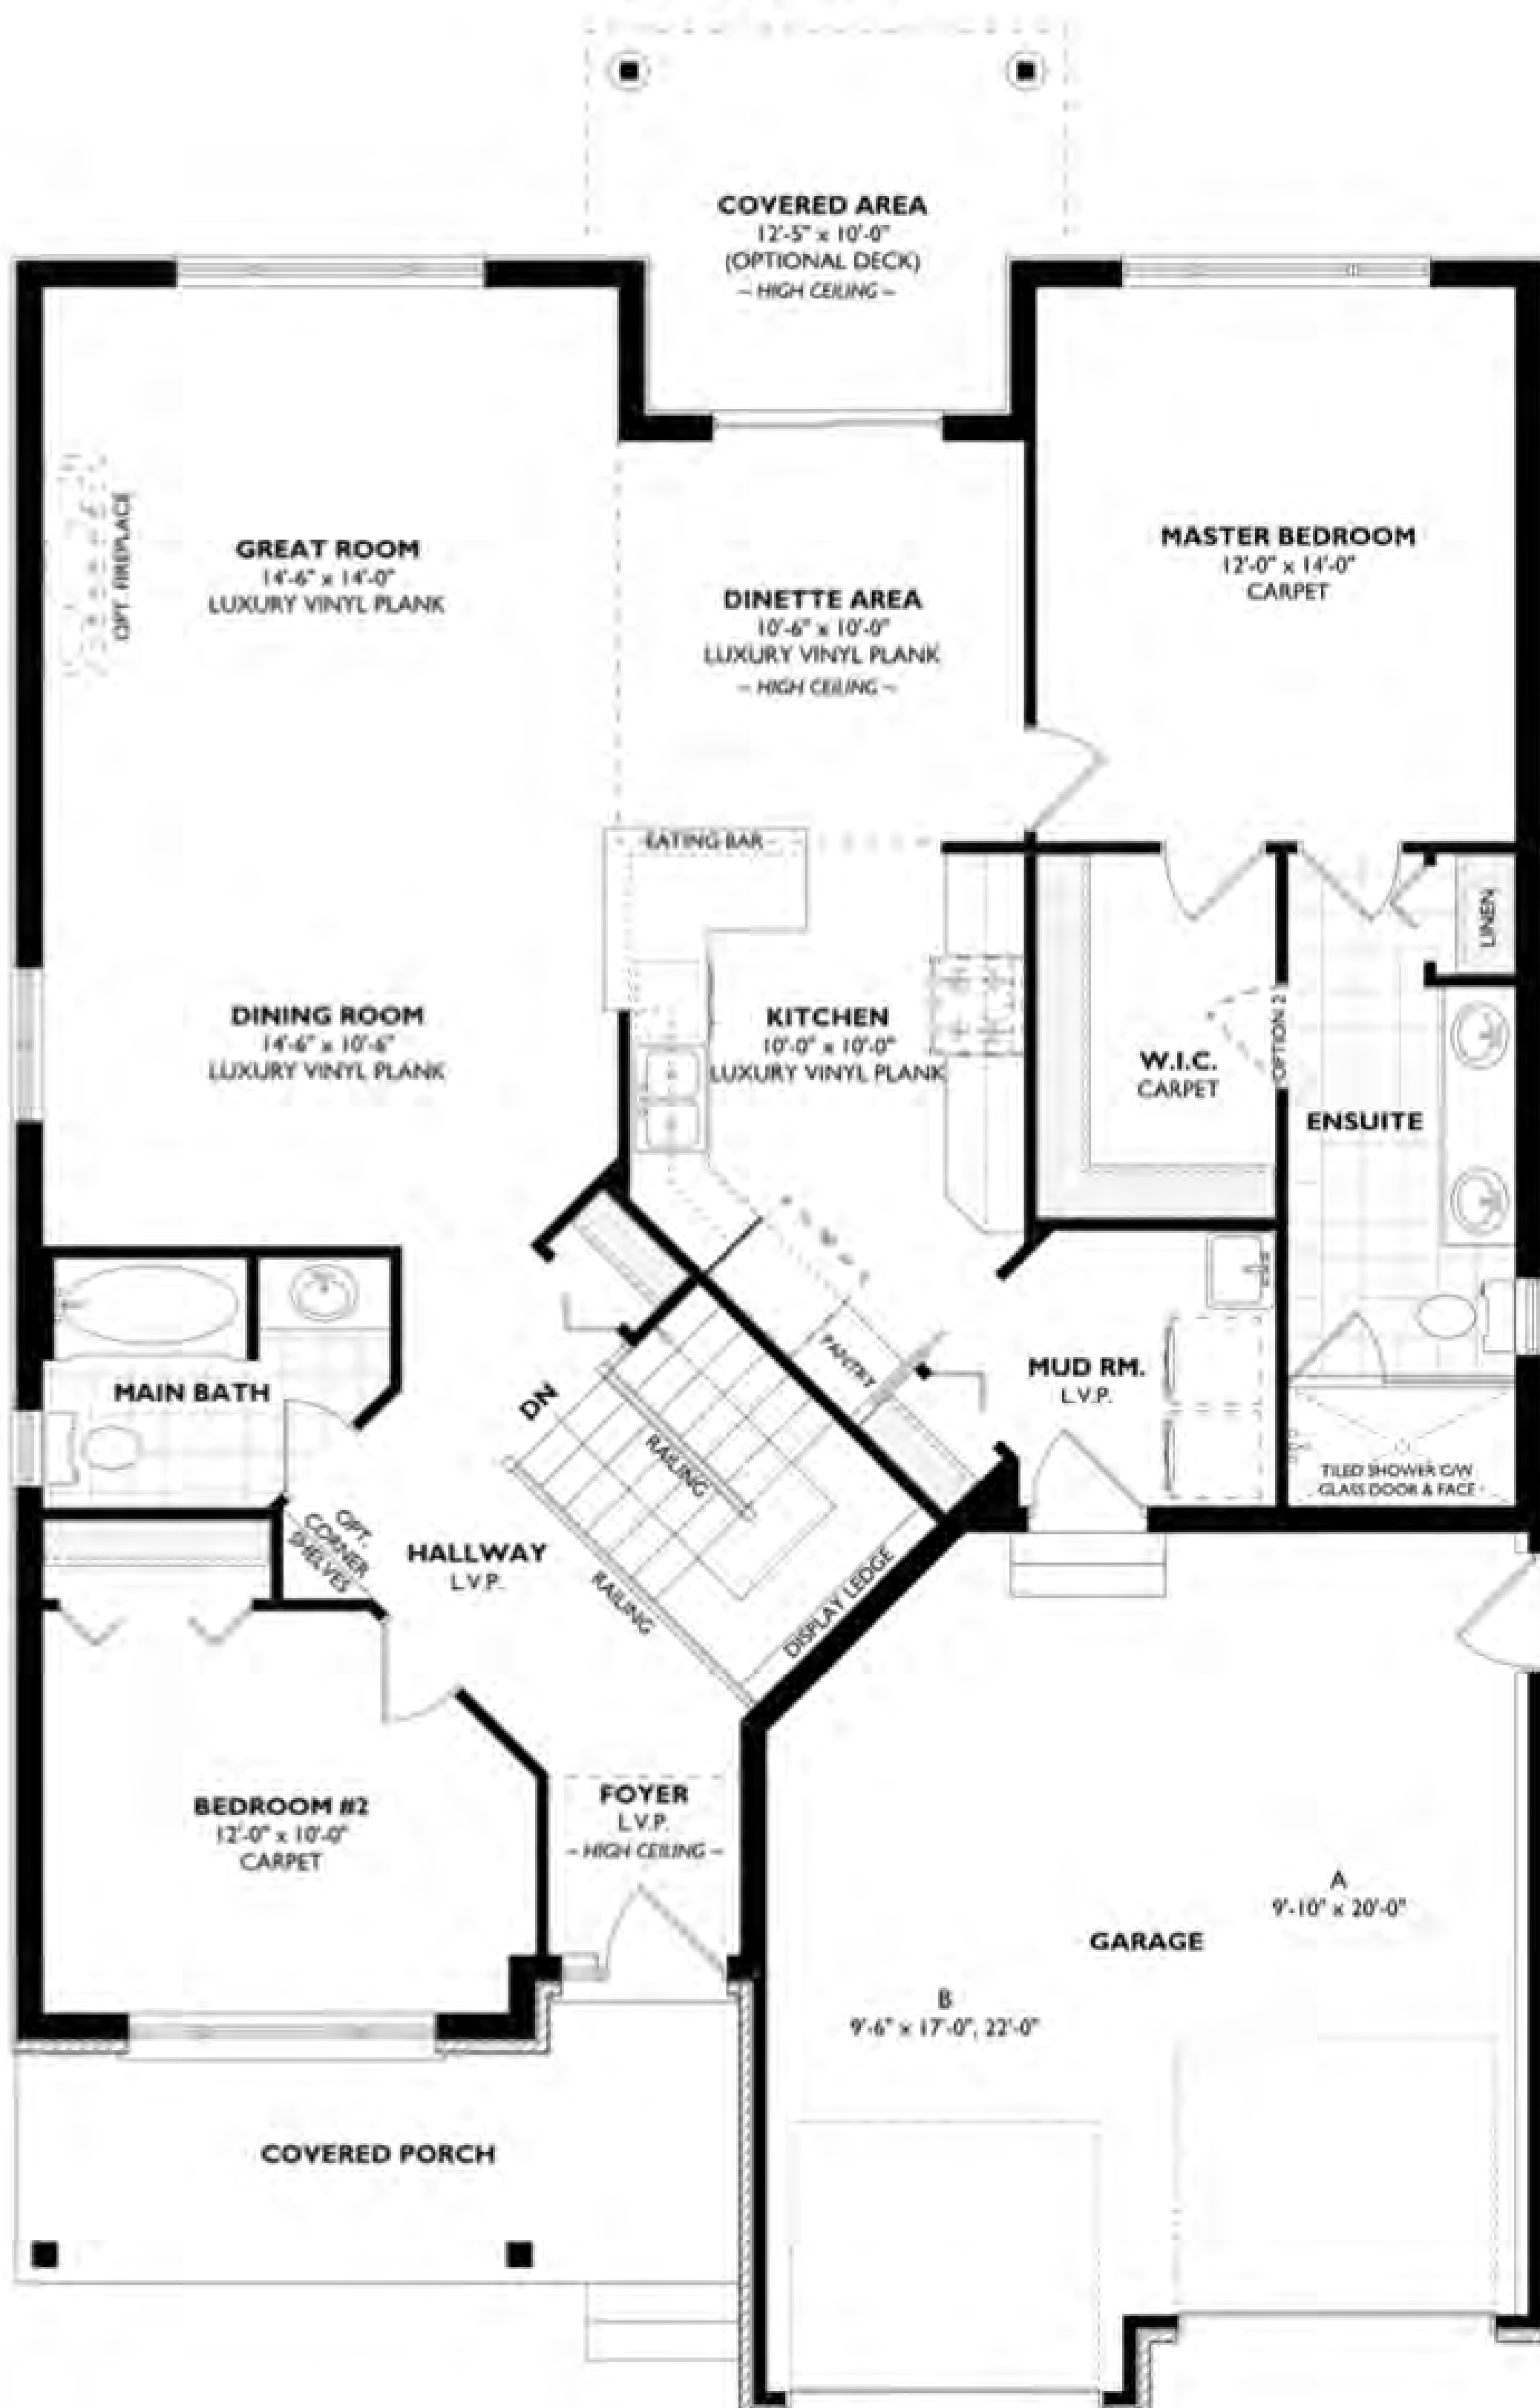 COVERED AREA
12'-5" x 10'-0"
(OPTIONAL DECK)
~ HIGH CEILING ~
GREAT ROOM
14'-6" x 14'-0"
LUXURY VINYL PLANK
OPT. FIREPLACE
DINETTE AREA
10'-6" x 10'-0"
LUXURY VINYL PLANK
~ HIGH CEILING ~
MASTER BEDROOM
12'-0" x 14'-0"
CARPET
EATING BAR
LINEN
DINING ROOM
14'-6" x 10'-6"
LUXURY VINYL PLANK
KITCHEN
10'-0" x 10'-0"
LUXURY VINYL PLANK
W.I.C.
CARPET
OPTION 2
ENSUITE
MAIN BATH
DN
PANTRY
MUD RM.
L.V.P.
RAILING
TILED SHOWER C/W
GLASS DOOR & FACE
OPT.
CORNER
SHELVES
HALLWAY
L.V.P.
RAILING
DISPLAY LEDGE
BEDROOM #2
12'-0" x 10'-0"
CARPET
FOYER
L.V.P.
~ HIGH CEILING ~
A
9'-10" x 20'-0"
GARAGE
B
9'-6" x 17'-0", 22'-0"
COVERED PORCH